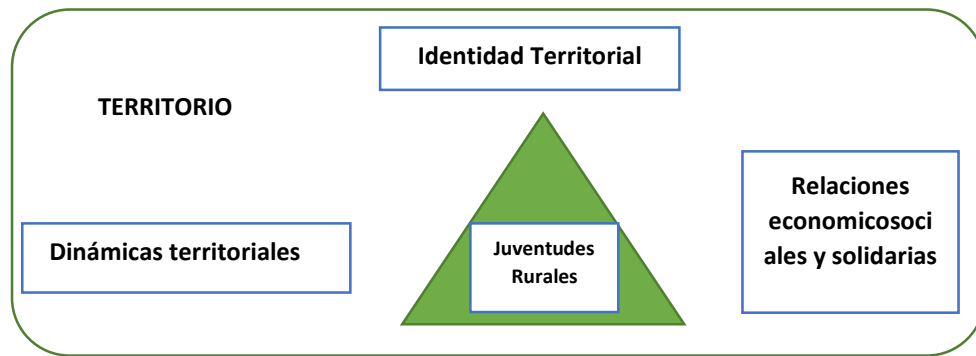 Identidad Territorial
TERRITORIO
Dinámicas territoriales
Juventudes
Rurales
Relaciones
economicosoci
ales y solidarias